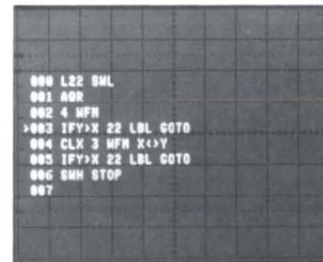 000 L22 SWL
001 AQR
002 4 WFM
>003 IFY>X 22 LBL GOTO
004 CLX 3 WFM X<>Y
005 IFY>X 22 LBL GOTO
006 SWH STOP
007